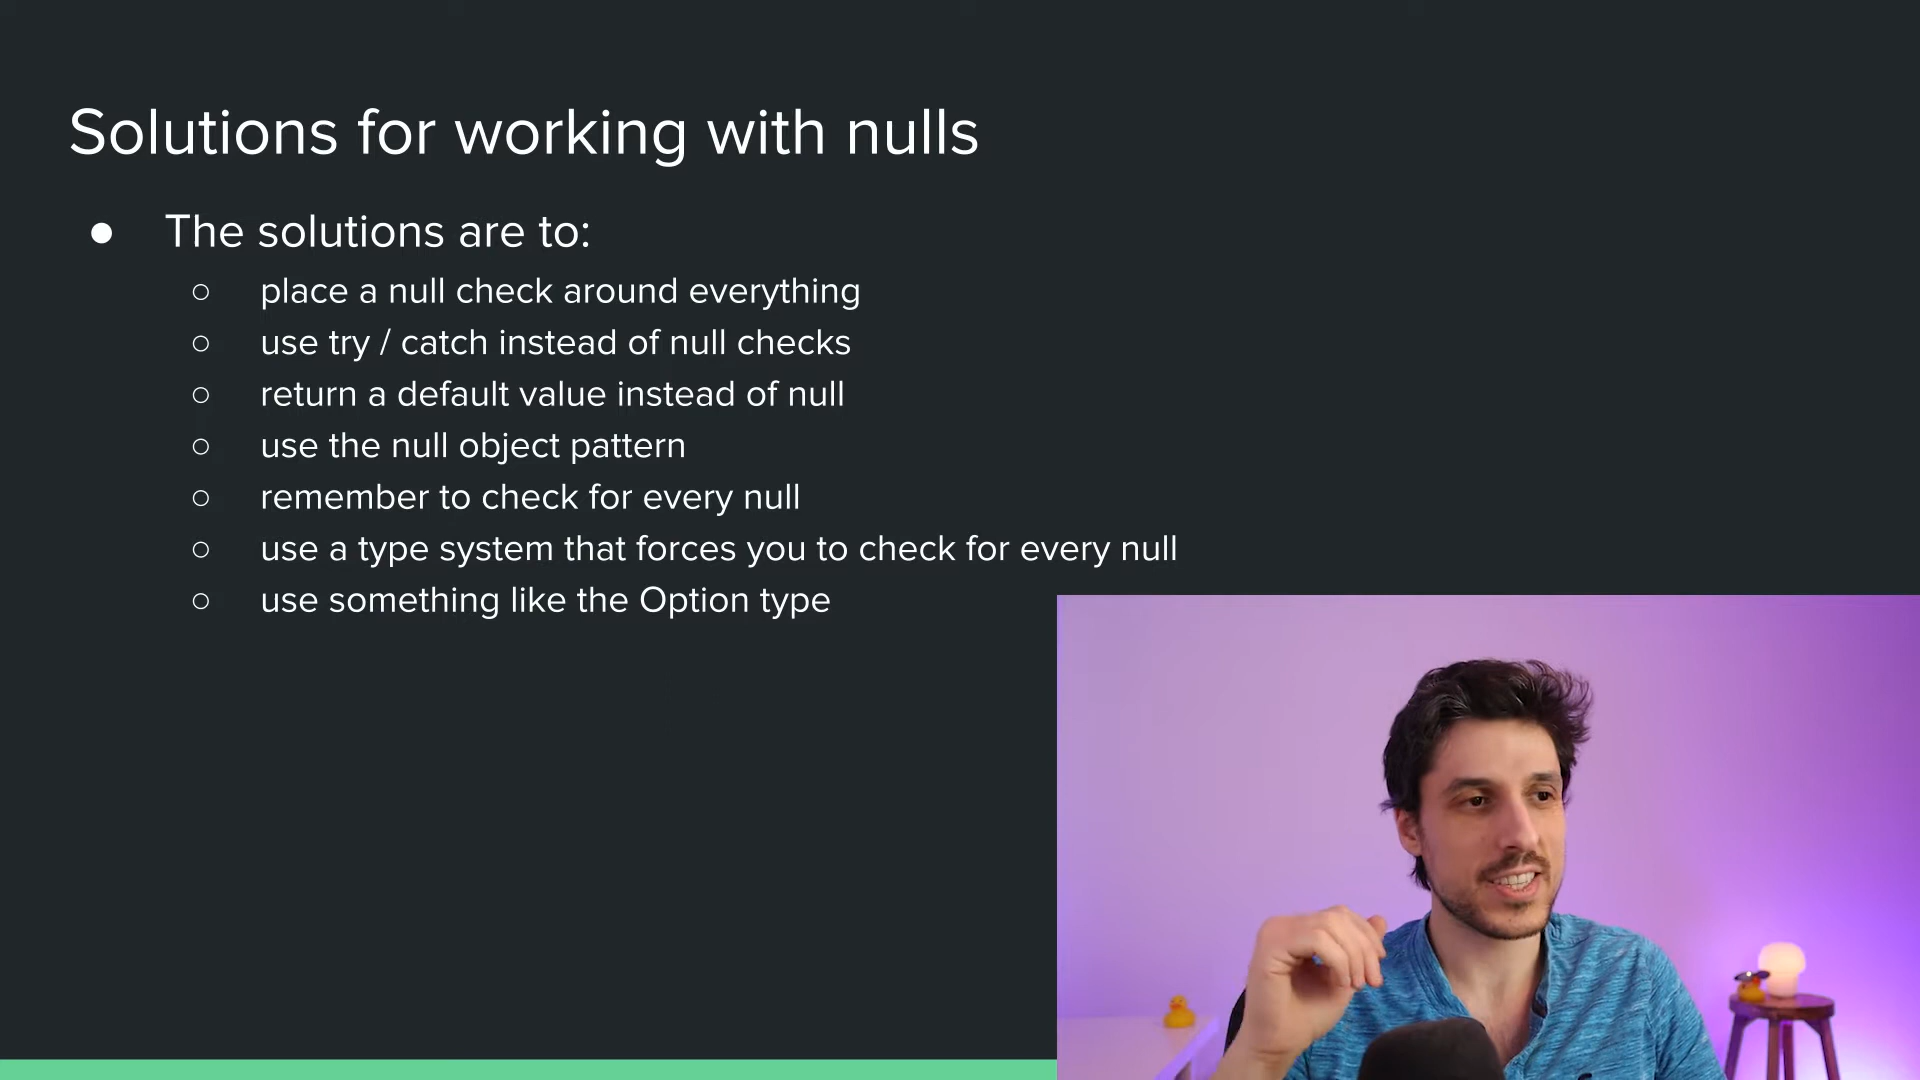 Solutions for working with nulls
● The solutions are to:
○ place a null check around everything
○ use try / catch instead of null checks
○ return a default value instead of null
○ use the null object pattern
○ remember to check for every null
○ use a type system that forces you to check for every null
○ use something like the Option type